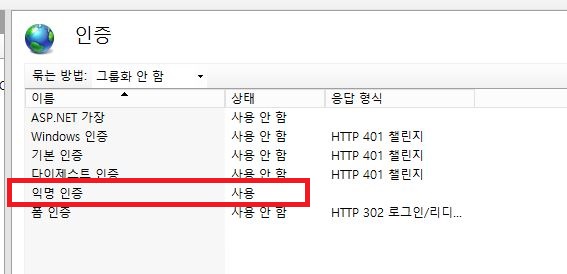 인증
묶는 방법: 그룹화 안 함
이름 상태 응답 형식
ASP.NET 가장 사용 안 함
Windows 인증 사용 안 함 HTTP 401 챌린지
기본 인증 사용 안 함 HTTP 401 챌린지
다이제스트 인증 사용 안 함 HTTP 401 챌린지
익명 인증 사용
폼 인증 사용 안 함 HTTP 302 로그인/리디...